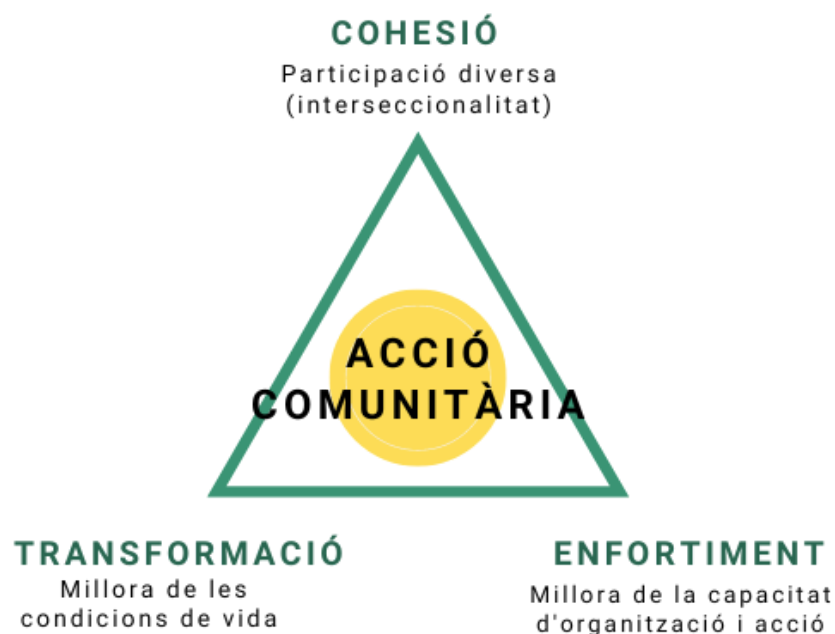 COHESIÓ
Participació diversa
(interseccionalitat)
ACCIÓ
COMUNITÀRIA
TRANSFORMACIÓ
Millora de les
condicions de vida
ENFORTIMENT
Millora de la capacitat
d'organització i acció